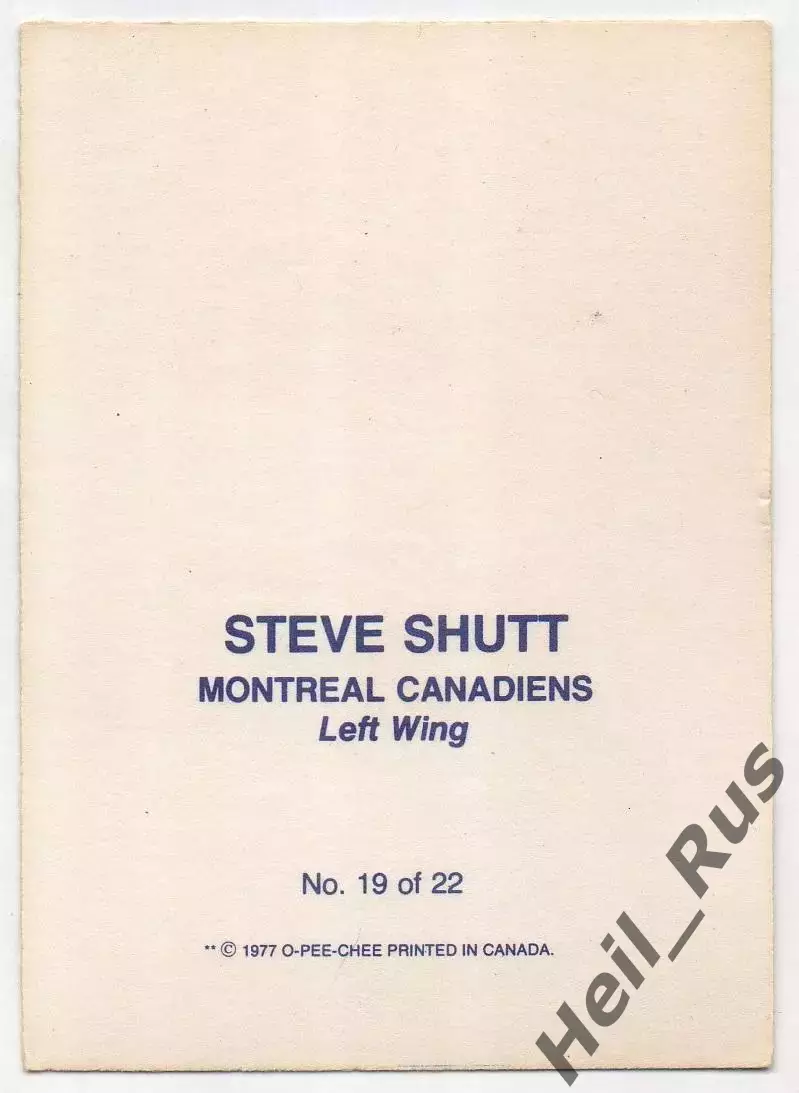 STEVE SHUTT
MONTREAL CANADIENS
Left Wing
No. 19 of 22
** © 1977 O-PEE-CHEE PRINTED IN CANADA.
Heil_Rus